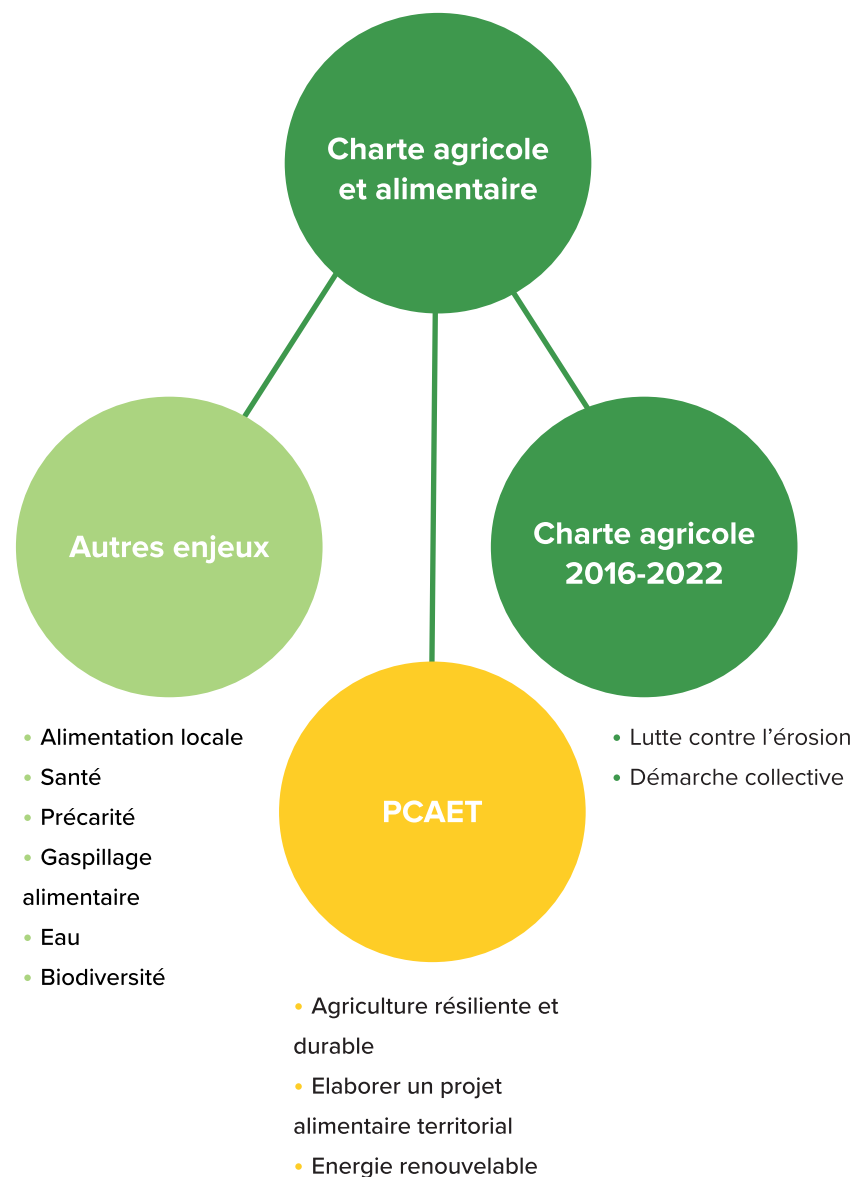 Charte agricole
et alimentaire
Autres enjeux
• Alimentation locale
• Santé
• Précarité
• Gaspillage
alimentaire
• Eau
• Biodiversité
PCAET
• Agriculture résiliente et
durable
• Elaborer un projet
alimentaire territorial
• Energie renouvelable
Charte agricole
2016-2022
• Lutte contre l’érosion
• Démarche collective